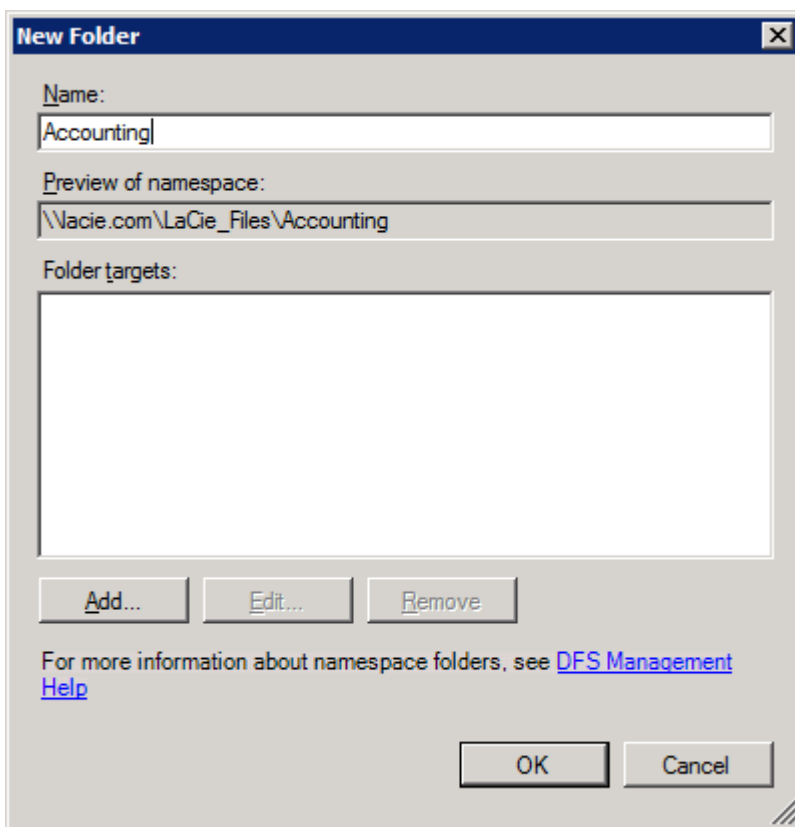 New Folder
Name:
Accounting
Preview of namespace:
\\lacie.com\LaCie_Files\Accounting
Folder targets:
Add... Edit... Remove
For more information about namespace folders, see DFS Management
Help
OK Cancel